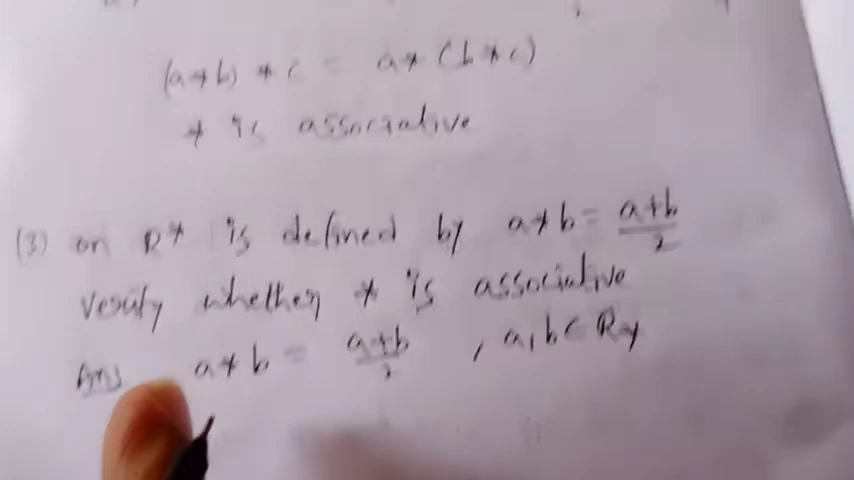 (a*b) * c = a* (b*c)
* is associative
(3) on R* is defined by a*b = a+b/2
Verify whether * is associative
Ans a*b = a+b/2 , a,b ∈ R*